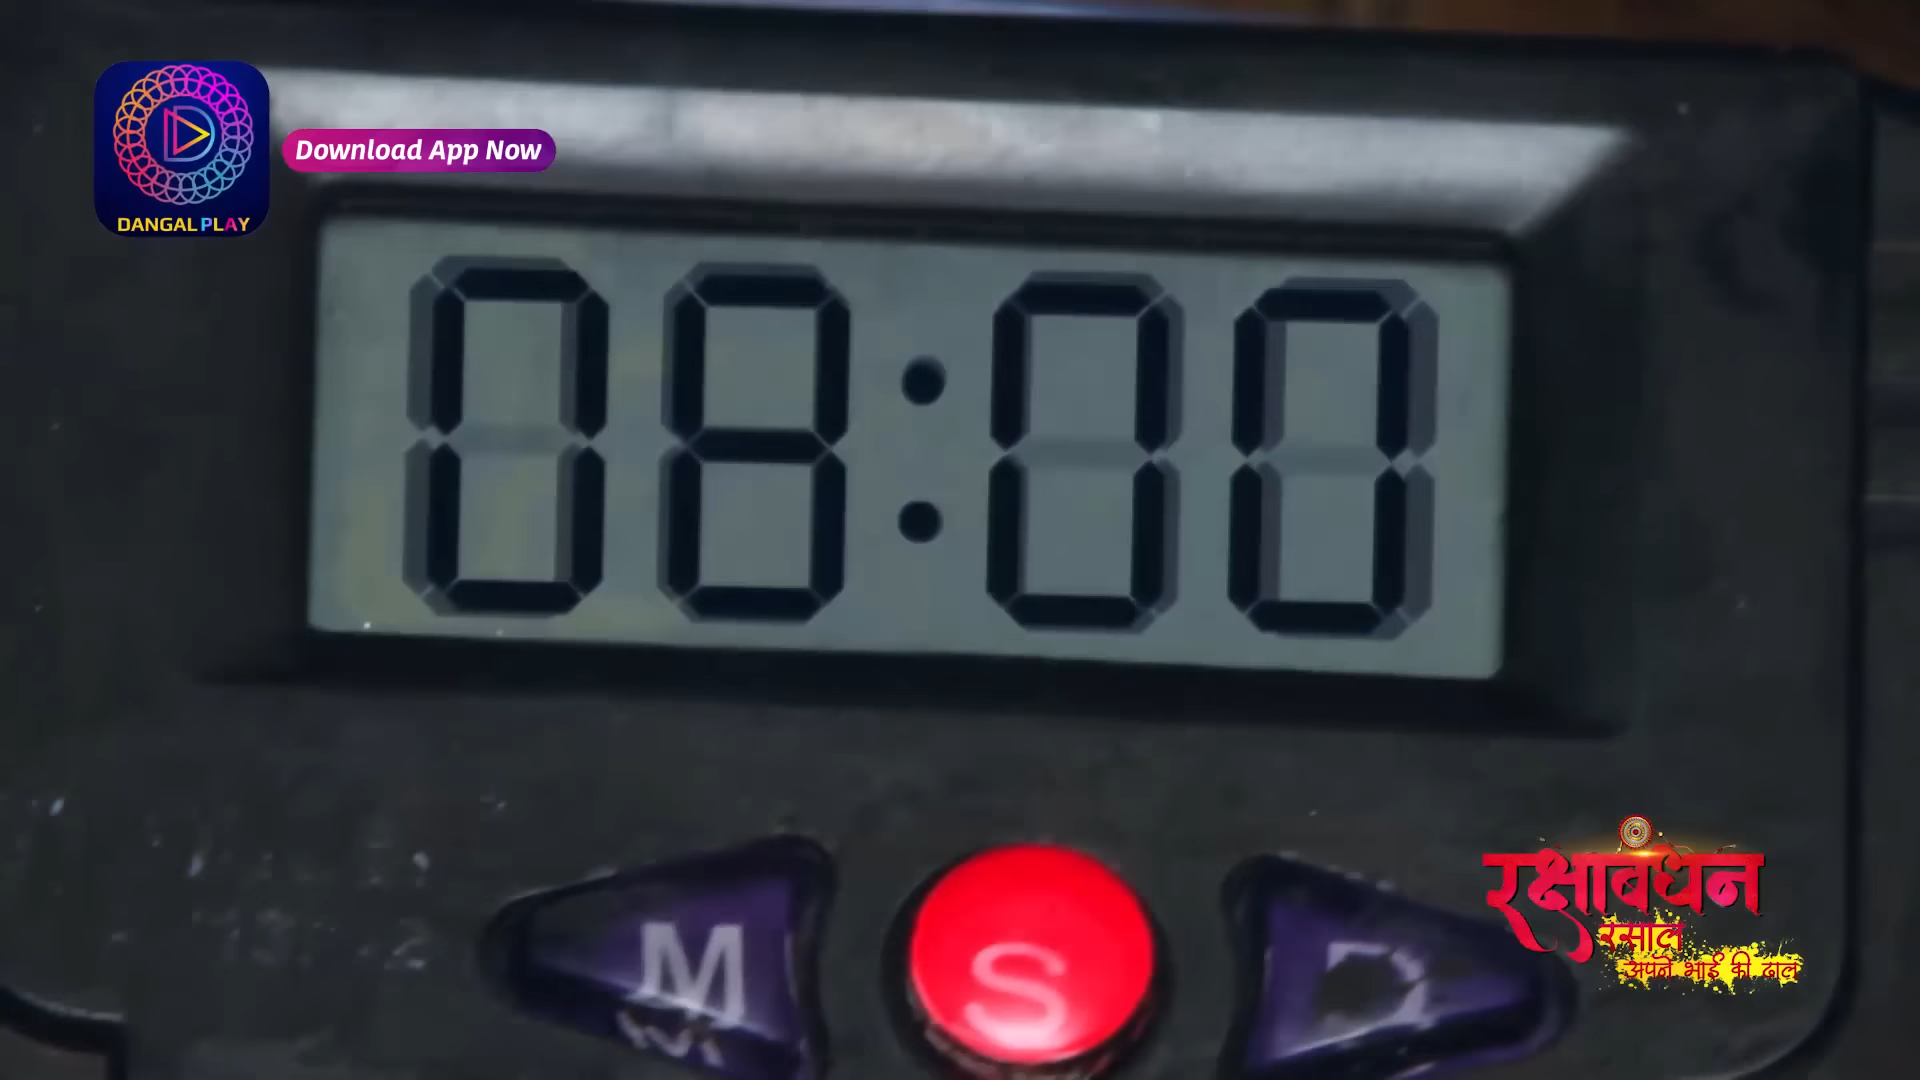 Download App Now
DANGAL PLAY
08:00
रक्षाबंधन
रसाल
अपने भाई की ढाल
M
S
D